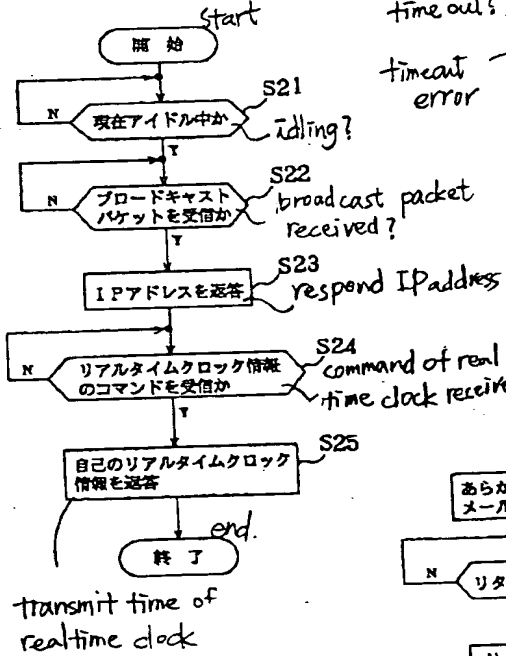 start
time out?
開始
timeout
error
S21
N
現在アイドル中か
idling?
Y
S22
ブロードキャスト
パケットを受信か
N
broadcast packet
received?
Y
S23
IPアドレスを返答
respond IP address
S24
N
リアルタイムクロック情報
のコマンドを受信か
command of real
time clock receive
Y
S25
自己のリアルタイムクロック
情報を返答
あらか
メール
end.
終了
N
リタ
transmit time of
realtime clock